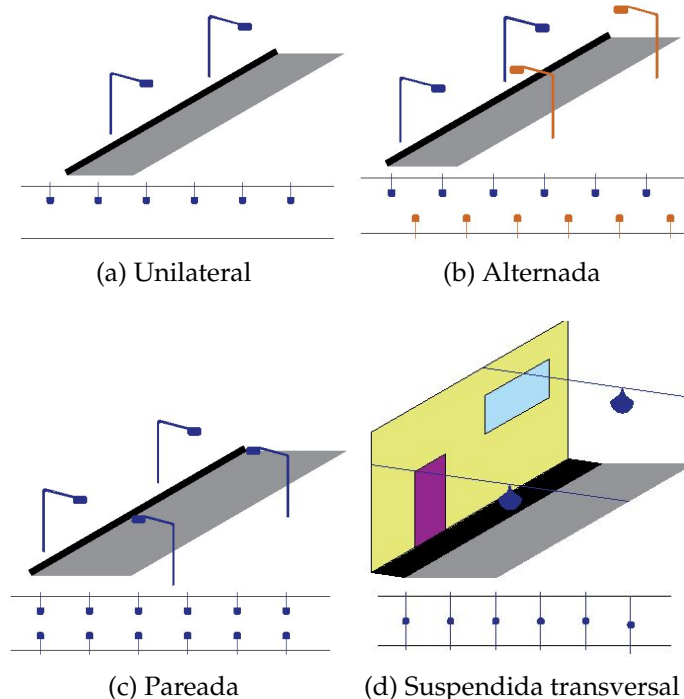 (a) Unilateral
(b) Alternada
(c) Pareada
(d) Suspendida transversal